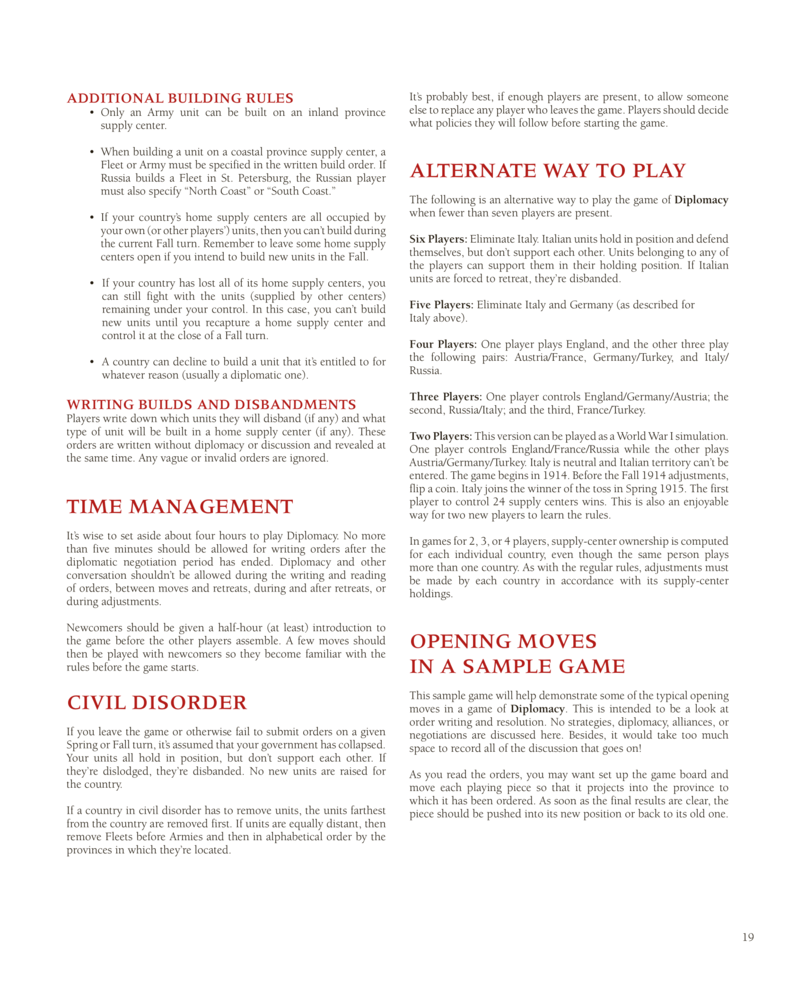 ADDITIONAL BUILDING RULES
• Only an Army unit can be built on an inland province
supply center.
• When building a unit on a coastal province supply center, a
Fleet or Army must be specified in the written build order. If
Russia builds a Fleet in St. Petersburg, the Russian player
must also specify “North Coast” or “South Coast.”
• If your country’s home supply centers are all occupied by
your own (or other players’) units, then you can’t build during
the current Fall turn. Remember to leave some home supply
centers open if you intend to build new units in the Fall.
• If your country has lost all of its home supply centers, you
can still fight with the units (supplied by other centers)
remaining under your control. In this case, you can’t build
new units until you recapture a home supply center and
control it at the close of a Fall turn.
• A country can decline to build a unit that it’s entitled to for
whatever reason (usually a diplomatic one).
WRITING BUILDS AND DISBANDMENTS
Players write down which units they will disband (if any) and what
type of unit will be built in a home supply center (if any). These
orders are written without diplomacy or discussion and revealed at
the same time. Any vague or invalid orders are ignored.
TIME MANAGEMENT
It’s wise to set aside about four hours to play Diplomacy. No more
than five minutes should be allowed for writing orders after the
diplomatic negotiation period has ended. Diplomacy and other
conversation shouldn’t be allowed during the writing and reading
of orders, between moves and retreats, during and after retreats, or
during adjustments.
Newcomers should be given a half-hour (at least) introduction to
the game before the other players assemble. A few moves should
then be played with newcomers so they become familiar with the
rules before the game starts.
CIVIL DISORDER
If you leave the game or otherwise fail to submit orders on a given
Spring or Fall turn, it’s assumed that your government has collapsed.
Your units all hold in position, but don’t support each other. If
they’re dislodged, they’re disbanded. No new units are raised for
the country.
If a country in civil disorder has to remove units, the units farthest
from the country are removed first. If units are equally distant, then
remove Fleets before Armies and then in alphabetical order by the
provinces in which they’re located.
It’s probably best, if enough players are present, to allow someone
else to replace any player who leaves the game. Players should decide
what policies they will follow before starting the game.
ALTERNATE WAY TO PLAY
The following is an alternative way to play the game of Diplomacy
when fewer than seven players are present.
Six Players: Eliminate Italy. Italian units hold in position and defend
themselves, but don’t support each other. Units belonging to any of
the players can support them in their holding position. If Italian
units are forced to retreat, they’re disbanded.
Five Players: Eliminate Italy and Germany (as described for
Italy above).
Four Players: One player plays England, and the other three play
the following pairs: Austria/France, Germany/Turkey, and Italy/
Russia.
Three Players: One player controls England/Germany/Austria; the
second, Russia/Italy; and the third, France/Turkey.
Two Players: This version can be played as a World War I simulation.
One player controls England/France/Russia while the other plays
Austria/Germany/Turkey. Italy is neutral and Italian territory can’t be
entered. The game begins in 1914. Before the Fall 1914 adjustments,
flip a coin. Italy joins the winner of the toss in Spring 1915. The first
player to control 24 supply centers wins. This is also an enjoyable
way for two new players to learn the rules.
In games for 2, 3, or 4 players, supply-center ownership is computed
for each individual country, even though the same person plays
more than one country. As with the regular rules, adjustments must
be made by each country in accordance with its supply-center
holdings.
OPENING MOVES
IN A SAMPLE GAME
This sample game will help demonstrate some of the typical opening
moves in a game of Diplomacy. This is intended to be a look at
order writing and resolution. No strategies, diplomacy, alliances, or
negotiations are discussed here. Besides, it would take too much
space to record all of the discussion that goes on!
As you read the orders, you may want set up the game board and
move each playing piece so that it projects into the province to
which it has been ordered. As soon as the final results are clear, the
piece should be pushed into its new position or back to its old one.
19